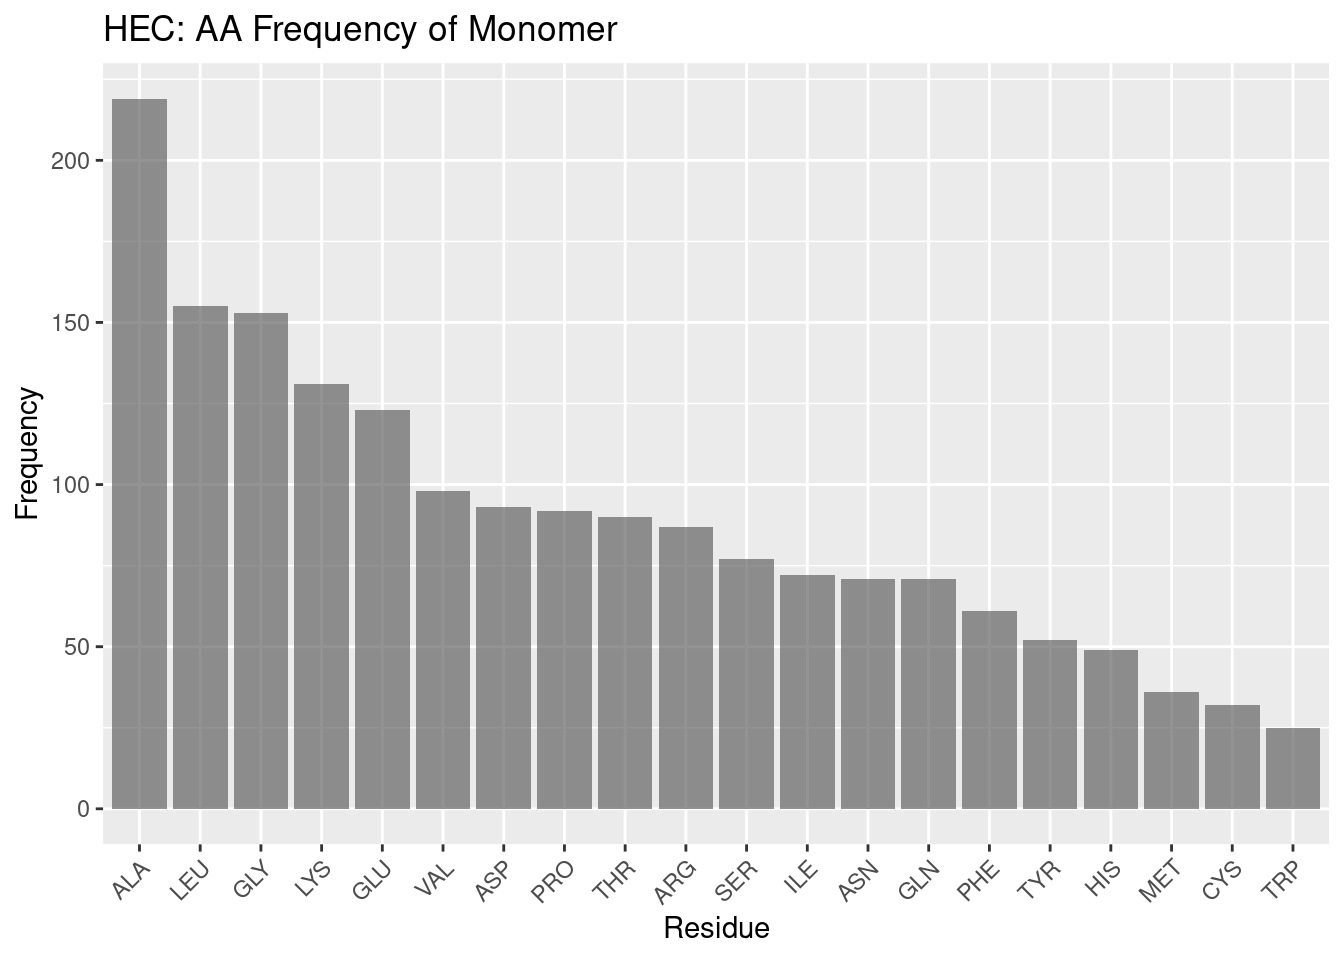 HEC: AA Frequency of Monomer
Frequency
200
150
100
50
0
ALA LEU GLY LYS GLU VAL ASP PRO THR ARG SER ILE ASN GLN PHE TYR HIS MET CYS TRP
Residue